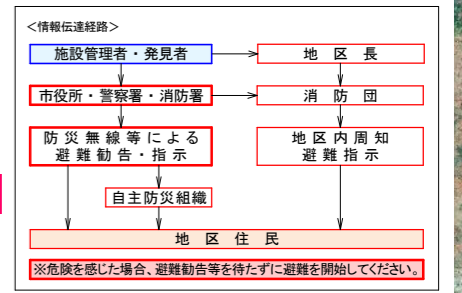 <情報伝達経路>
施設管理者・発見者
地区長
市役所・警察署・消防署
消防団
防災無線等による
避難勧告・指示
地区内周知
避難指示
自主防災組織
地区住民
※危険を感じた場合、避難勧告等を待たずに避難を開始してください。